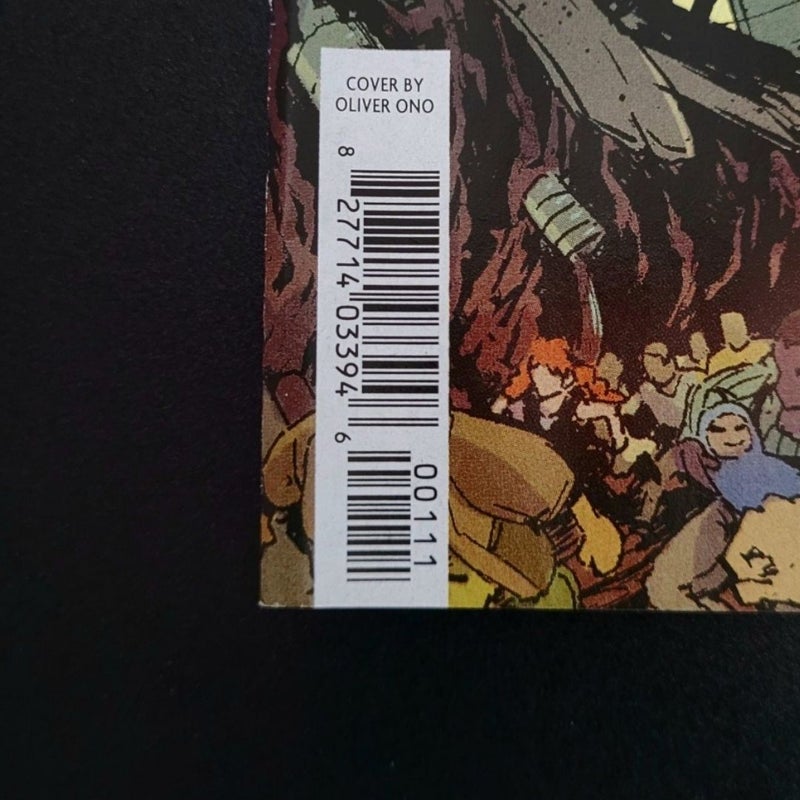 COVER BY
OLIVER ONO
8 27714 03394 6
00111